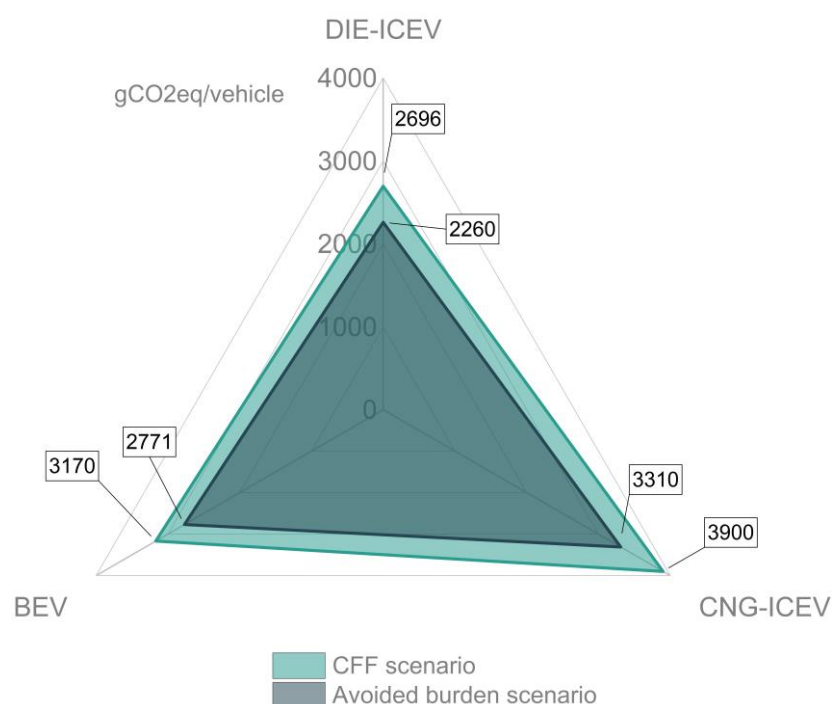 DIE-ICEV
4000
gCO2eq/vehicle
2696
3000
2260
2000
1000
0
2771
3170
3310
3900
BEV
CNG-ICEV
CFF scenario
Avoided burden scenario